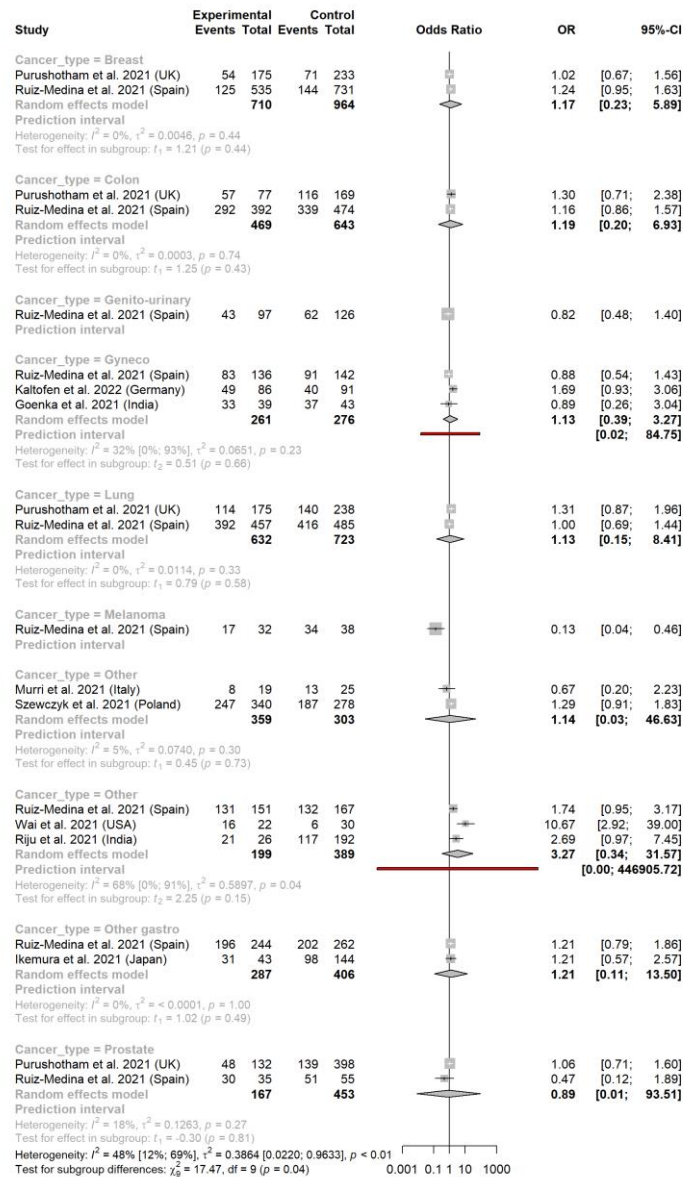 Experimental Control
Study Events Total Events Total Odds Ratio OR 95%-CI
Cancer_type = Breast
Purushotham et al. 2021 (UK) 54 175 71 233 1.02 [0.67; 1.56]
Ruiz-Medina et al. 2021 (Spain) 125 535 144 731 1.24 [0.95; 1.63]
Random effects model 710 964 1.17 [0.23; 5.89]
Prediction interval
Heterogeneity: I² = 0%, τ² = 0.0046, p = 0.44
Test for effect in subgroup: t₁ = 1.21 (p = 0.44)
Cancer_type = Colon
Purushotham et al. 2021 (UK) 57 77 116 169 1.30 [0.71; 2.38]
Ruiz-Medina et al. 2021 (Spain) 292 392 339 474 1.16 [0.86; 1.57]
Random effects model 469 643 1.19 [0.20; 6.93]
Prediction interval
Heterogeneity: I² = 0%, τ² = 0.0003, p = 0.74
Test for effect in subgroup: t₁ = 1.25 (p = 0.43)
Cancer_type = Genito-urinary
Ruiz-Medina et al. 2021 (Spain) 43 97 62 126 0.82 [0.48; 1.40]
Prediction interval
Cancer_type = Gyneco
Ruiz-Medina et al. 2021 (Spain) 83 136 91 142 0.88 [0.54; 1.43]
Kaltofen et al. 2022 (Germany) 49 86 40 91 1.69 [0.93; 3.06]
Goenka et al. 2021 (India) 33 39 37 43 0.89 [0.26; 3.04]
Random effects model 261 276 1.13 [0.39; 3.27]
Prediction interval [0.02; 84.75]
Heterogeneity: I² = 32% [0%; 93%], τ² = 0.0651, p = 0.23
Test for effect in subgroup: t₂ = 0.51 (p = 0.66)
Cancer_type = Lung
Purushotham et al. 2021 (UK) 114 175 140 238 1.31 [0.87; 1.96]
Ruiz-Medina et al. 2021 (Spain) 392 457 416 485 1.00 [0.69; 1.44]
Random effects model 632 723 1.13 [0.15; 8.41]
Prediction interval
Heterogeneity: I² = 0%, τ² = 0.0114, p = 0.33
Test for effect in subgroup: t₁ = 0.79 (p = 0.58)
Cancer_type = Melanoma
Ruiz-Medina et al. 2021 (Spain) 17 32 34 38 0.13 [0.04; 0.46]
Prediction interval
Cancer_type = Other
Murri et al. 2021 (Italy) 8 19 13 25 0.67 [0.20; 2.23]
Szewczyk et al. 2021 (Poland) 247 340 187 278 1.29 [0.91; 1.83]
Random effects model 359 303 1.14 [0.03; 46.63]
Prediction interval
Heterogeneity: I² = 5%, τ² = 0.0740, p = 0.30
Test for effect in subgroup: t₁ = 0.45 (p = 0.73)
Cancer_type = Other
Ruiz-Medina et al. 2021 (Spain) 131 151 132 167 1.74 [0.95; 3.17]
Wai et al. 2021 (USA) 16 22 6 30 10.67 [2.92; 39.00]
Riju et al. 2021 (India) 21 26 117 192 2.69 [0.97; 7.45]
Random effects model 199 389 3.27 [0.34; 31.57]
Prediction interval [0.00; 446905.72]
Heterogeneity: I² = 68% [0%; 91%], τ² = 0.5897, p = 0.04
Test for effect in subgroup: t₂ = 2.25 (p = 0.15)
Cancer_type = Other gastro
Ruiz-Medina et al. 2021 (Spain) 196 244 202 262 1.21 [0.79; 1.86]
Ikemura et al. 2021 (Japan) 31 43 98 144 1.21 [0.57; 2.57]
Random effects model 287 406 1.21 [0.11; 13.50]
Prediction interval
Heterogeneity: I² = 0%, τ² = < 0.0001, p = 1.00
Test for effect in subgroup: t₁ = 1.02 (p = 0.49)
Cancer_type = Prostate
Purushotham et al. 2021 (UK) 48 132 139 398 1.06 [0.71; 1.60]
Ruiz-Medina et al. 2021 (Spain) 30 35 51 55 0.47 [0.12; 1.89]
Random effects model 167 453 0.89 [0.01; 93.51]
Prediction interval
Heterogeneity: I² = 18%, τ² = 0.1263, p = 0.27
Test for effect in subgroup: t₁ = -0.30 (p = 0.81)
Heterogeneity: I² = 48% [12%; 69%], τ² = 0.3864 [0.0220; 0.9633], p < 0.01
Test for subgroup differences: χ²₉ = 17.47, df = 9 (p = 0.04)
0.001 0.1 1 10 1000